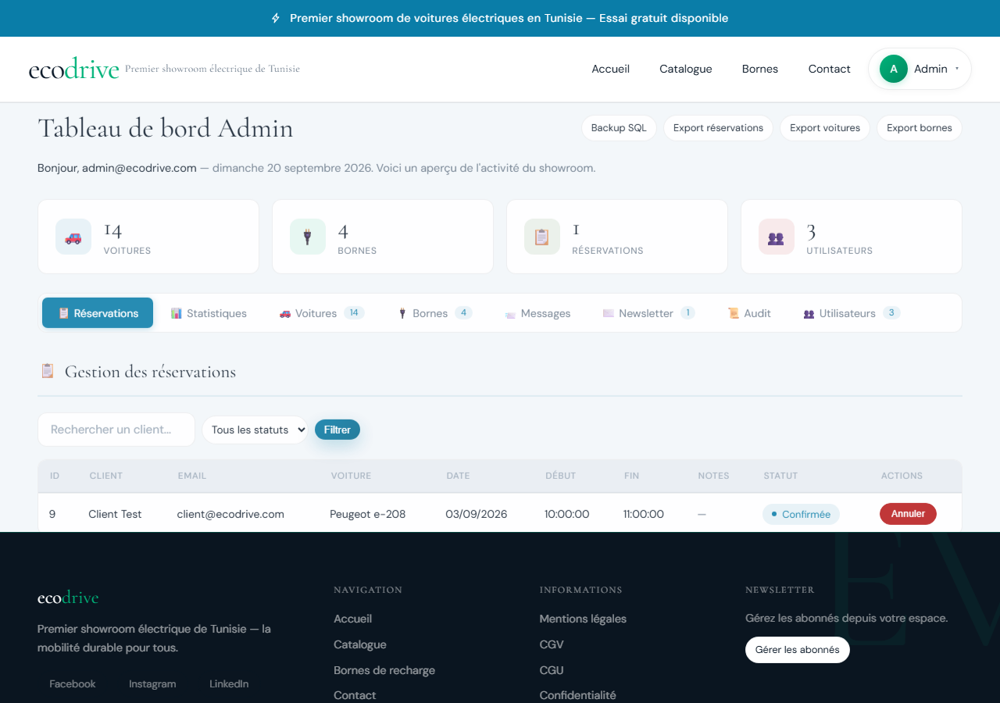 Premier showroom de voitures électriques en Tunisie — Essai gratuit disponible
ecodrive Premier showroom électrique de Tunisie Accueil Catalogue Bornes Contact A Admin
Tableau de bord Admin Backup SQL Export réservations Export voitures Export bornes
Bonjour, admin@ecodrive.com — dimanche 20 septembre 2026. Voici un aperçu de l'activité du showroom.
14 4 1 3
VOITURES BORNES RÉSERVATIONS UTILISATEURS
Réservations Statistiques Voitures 14 Bornes 4 Messages Newsletter 1 Audit Utilisateurs 3
Gestion des réservations
Rechercher un client... Tous les statuts Filtrer
ID CLIENT EMAIL VOITURE DATE DÉBUT FIN NOTES STATUT ACTIONS
9 Client Test client@ecodrive.com Peugeot e-208 03/09/2026 10:00:00 11:00:00 — Confirmée Annuler
EV
ecodrive NAVIGATION INFORMATIONS NEWSLETTER
Premier showroom électrique de Tunisie — la
mobilité durable pour tous.
Facebook Instagram LinkedIn
Accueil
Catalogue
Bornes de recharge
Contact
Mentions légales
CGV
CGU
Confidentialité
Gérez les abonnés depuis votre espace.
Gérer les abonnés